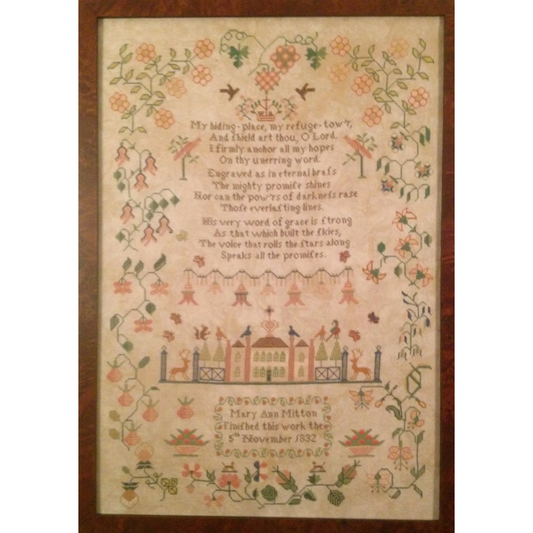 My hiding-place, my refuge-tow'r,
And ſhield art thou, O Lord.
I firmly anchor all my hopes
On thy unerring word.
Engraved as in eternal braſs
The mighty promiſe shines
Nor can the pow'rs of darkneſs rase
Thoſe everlaſting lines.
His very word of grace is ſtrong
As that which built the ſkies,
The voice that rolls the ſtars along
Speaks all the promiſes.
Mary Ann Mitton
Finiſhed this work the
5th November 1832